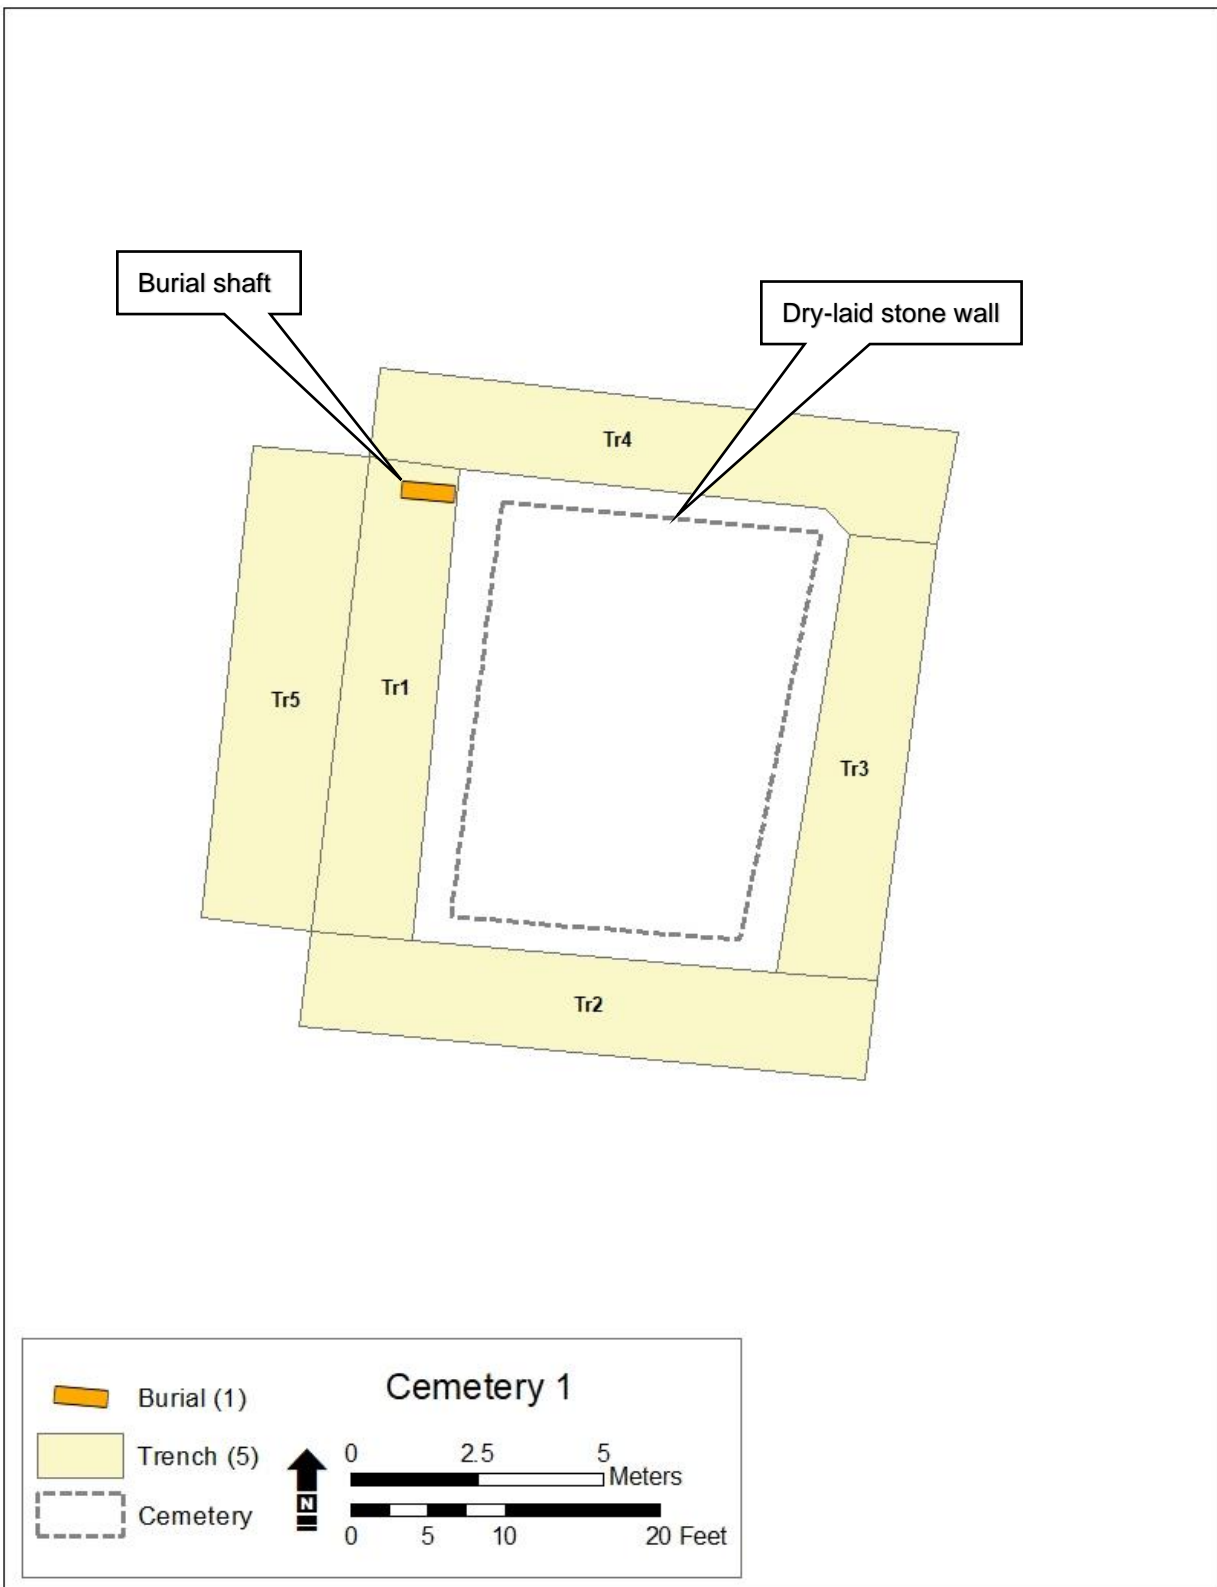 Burial shaft
Dry-laid stone wall
Tr4
Tr1
Tr5
Tr3
Tr2
Cemetery 1
Burial (1)
Trench (5)
Cemetery
N
0 2.5 5
Meters
0 5 10 20 Feet